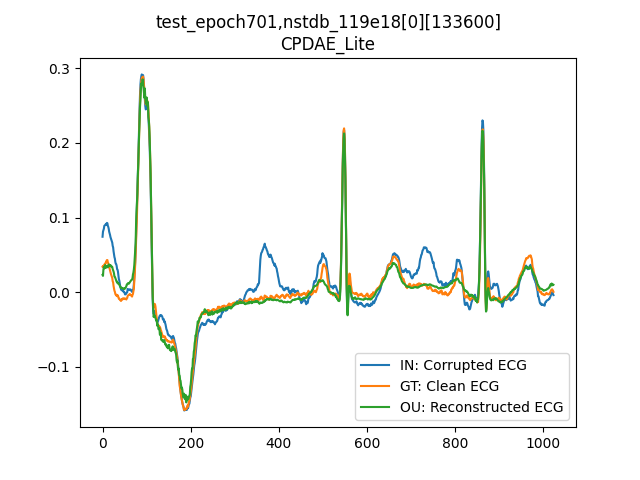 test_epoch701,nstdb_119e18[0][133600]
CPDAE_Lite
0.3
0.2
0.1
0.0
−0.1
0
200
400
600
800
1000
IN: Corrupted ECG
GT: Clean ECG
OU: Reconstructed ECG